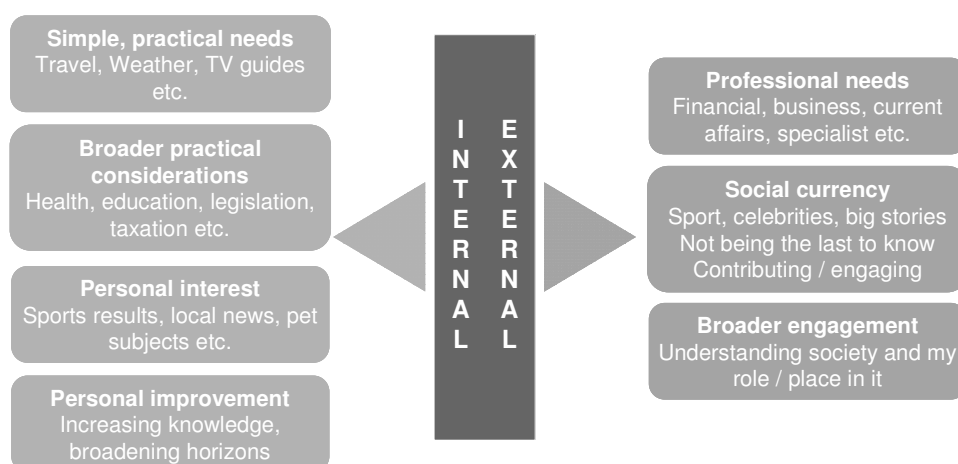 Simple, practical needs
Travel, Weather, TV guides
etc.
Broader practical
considerations
Health, education, legislation,
taxation etc.
Personal interest
Sports results, local news, pet
subjects etc.
Personal improvement
Increasing knowledge,
broadening horizons
INTERNAL
EXTERNAL
Professional needs
Financial, business, current
affairs, specialist etc.
Social currency
Sport, celebrities, big stories
Not being the last to know
Contributing / engaging
Broader engagement
Understanding society and my
role / place in it